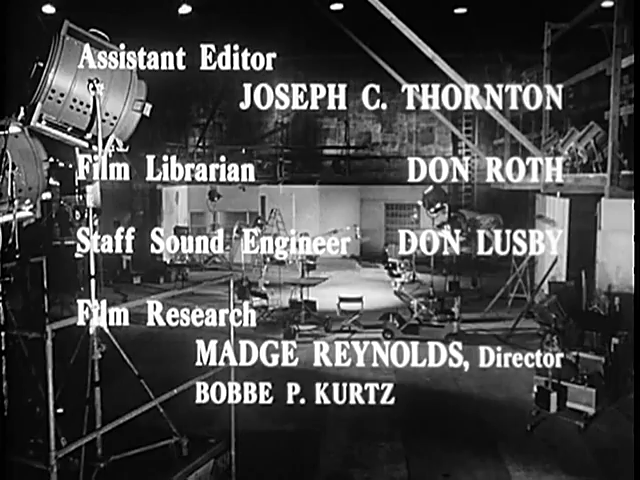 Assistant Editor
JOSEPH C. THORNTON
Film Librarian DON ROTH
Staff Sound Engineer DON LUSBY
Film Research
MADGE REYNOLDS, Director
BOBBE P. KURTZ